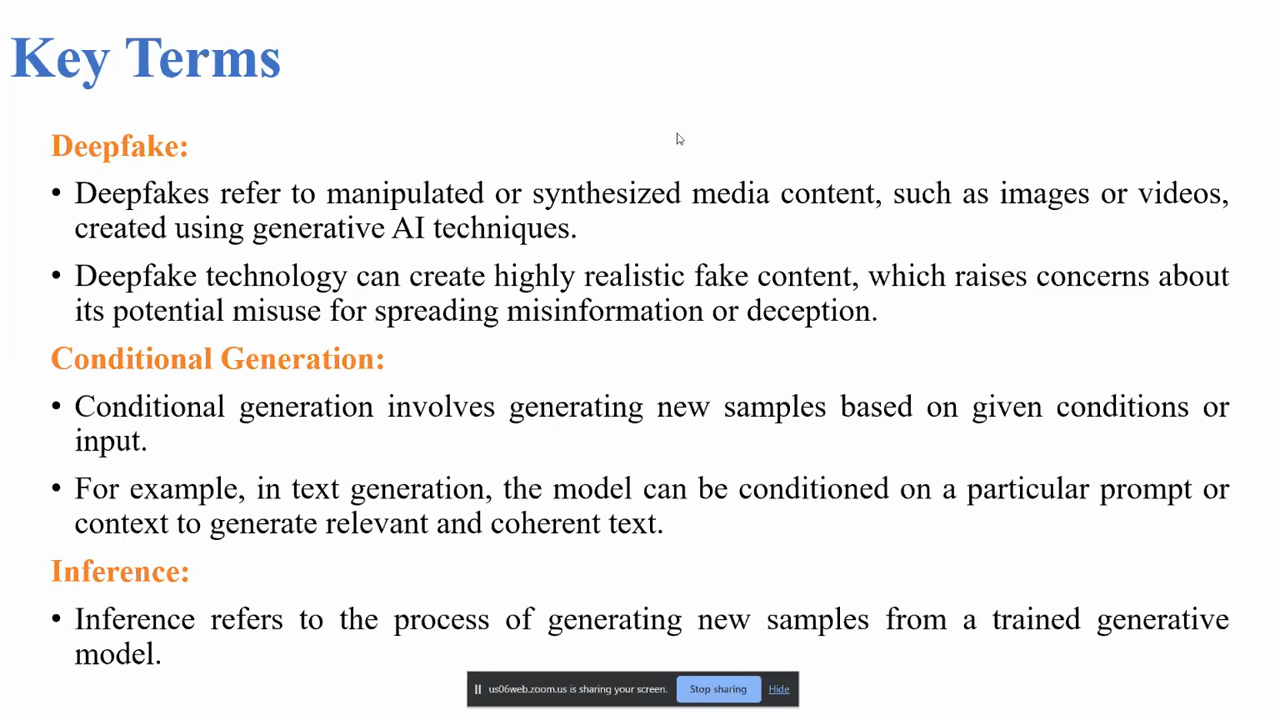 Key Terms
Deepfake:
• Deepfakes refer to manipulated or synthesized media content, such as images or videos,
created using generative AI techniques.
• Deepfake technology can create highly realistic fake content, which raises concerns about
its potential misuse for spreading misinformation or deception.
Conditional Generation:
• Conditional generation involves generating new samples based on given conditions or
input.
• For example, in text generation, the model can be conditioned on a particular prompt or
context to generate relevant and coherent text.
Inference:
• Inference refers to the process of generating new samples from a trained generative
model.
us06web.zoom.us is sharing your screen. Stop sharing Hide